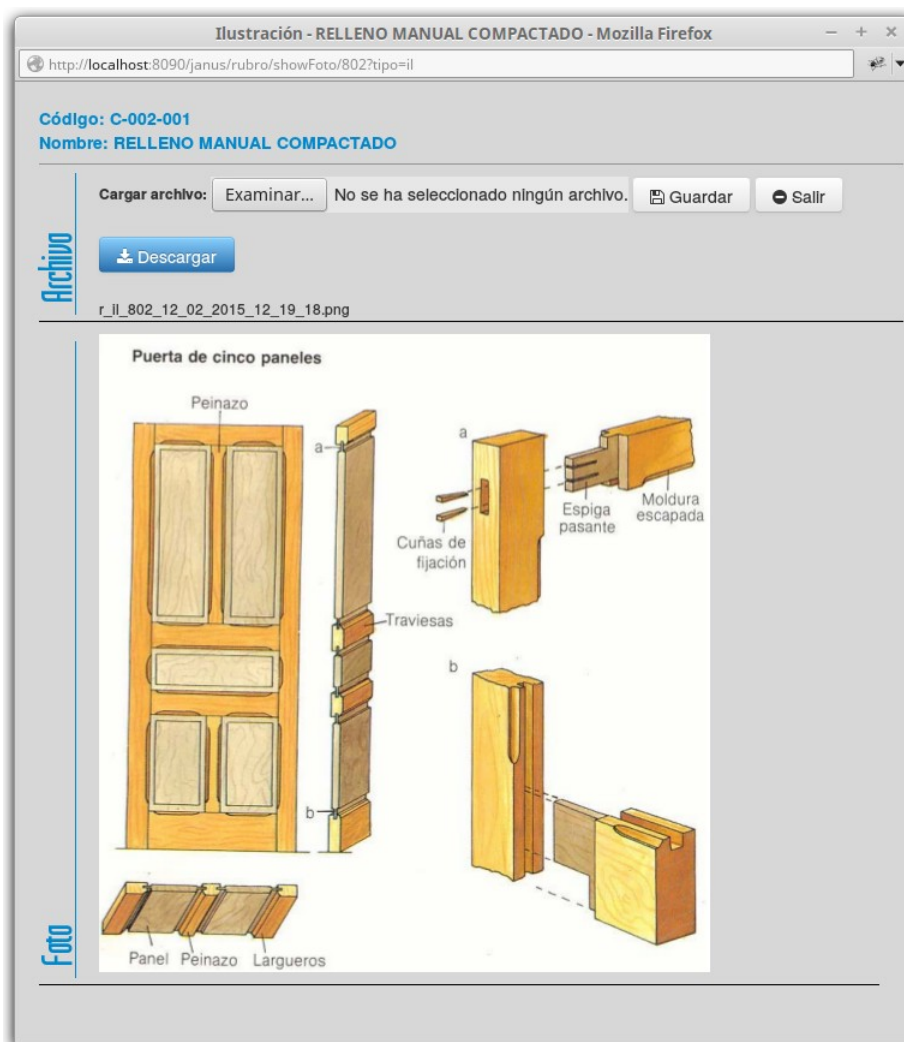 Ilustración - RELLENO MANUAL COMPACTADO - Mozilla Firefox
http://localhost:8090/janus/rubro/showFoto/802?tipo=il
Código: C-002-001
Nombre: RELLENO MANUAL COMPACTADO
Archivo
Cargar archivo: Examinar... No se ha seleccionado ningún archivo. Guardar Salir
Descargar
r_il_802_12_02_2015_12_19_18.png
Foto
Puerta de cinco paneles
Peinazo
a
a
Espiga pasante
Moldura escapada
Cuñas de fijación
Traviesas
b
b
Panel Peinazo Largueros